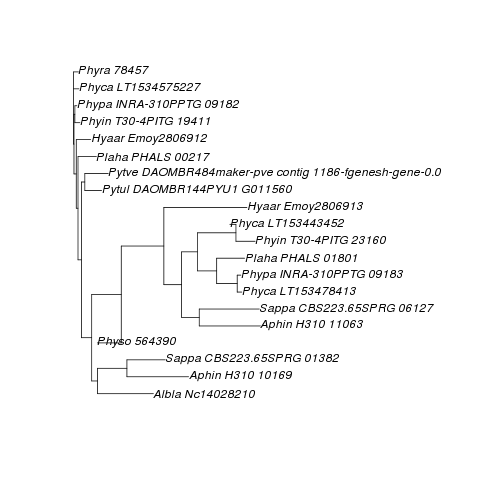 Phyra 78457
Phyca LT1534575227
Phypa INRA-310PPTG 09182
Phyin T30-4PITG 19411
Hyaar Emoy2806912
Plaha PHALS 00217
Pytve DAOMBR484maker-pve contig 1186-fgenesh-gene-0.0
Pytul DAOMBR144PYU1 G011560
Hyaar Emoy2806913
Phyca LT153443452
Phyin T30-4PITG 23160
Plaha PHALS 01801
Phypa INRA-310PPTG 09183
Phyca LT153478413
Sappa CBS223.65SPRG 06127
Aphin H310 11063
Physo 564390
Sappa CBS223.65SPRG 01382
Aphin H310 10169
Albla Nc14028210